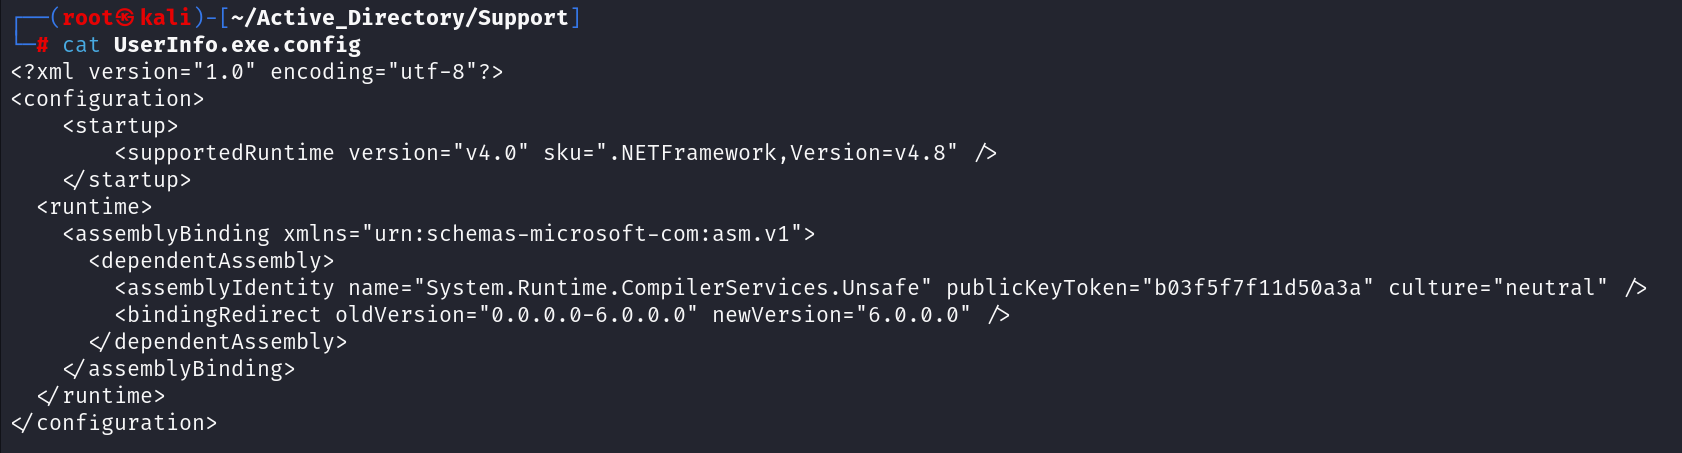 ┌──(root㉿kali)-[~/Active_Directory/Support]
└─# cat UserInfo.exe.config
<?xml version="1.0" encoding="utf-8"?>
<configuration>
    <startup>
        <supportedRuntime version="v4.0" sku=".NETFramework,Version=v4.8" />
    </startup>
  <runtime>
    <assemblyBinding xmlns="urn:schemas-microsoft-com:asm.v1">
      <dependentAssembly>
        <assemblyIdentity name="System.Runtime.CompilerServices.Unsafe" publicKeyToken="b03f5f7f11d50a3a" culture="neutral" />
        <bindingRedirect oldVersion="0.0.0.0-6.0.0.0" newVersion="6.0.0.0" />
      </dependentAssembly>
    </assemblyBinding>
  </runtime>
</configuration>